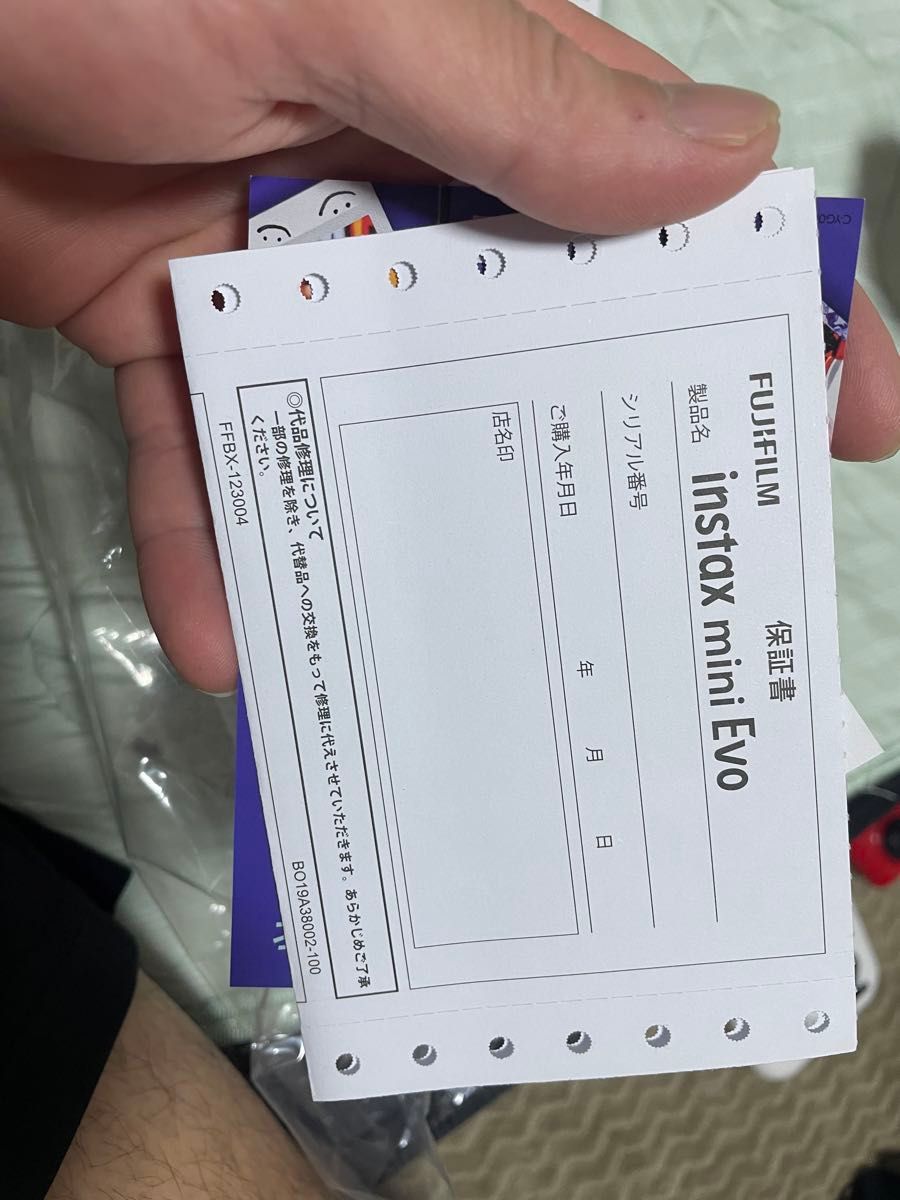 FUJIFILM
保証書
製品名 instax mini Evo
シリアル番号
ご購入年月日 年 月 日
店名印
◎代品修理について
一部の修理を除き、代替品への交換をもって修理に代えさせていただきます。あらかじめご了承
ください。
FFBX-123004 BO19A38002-100